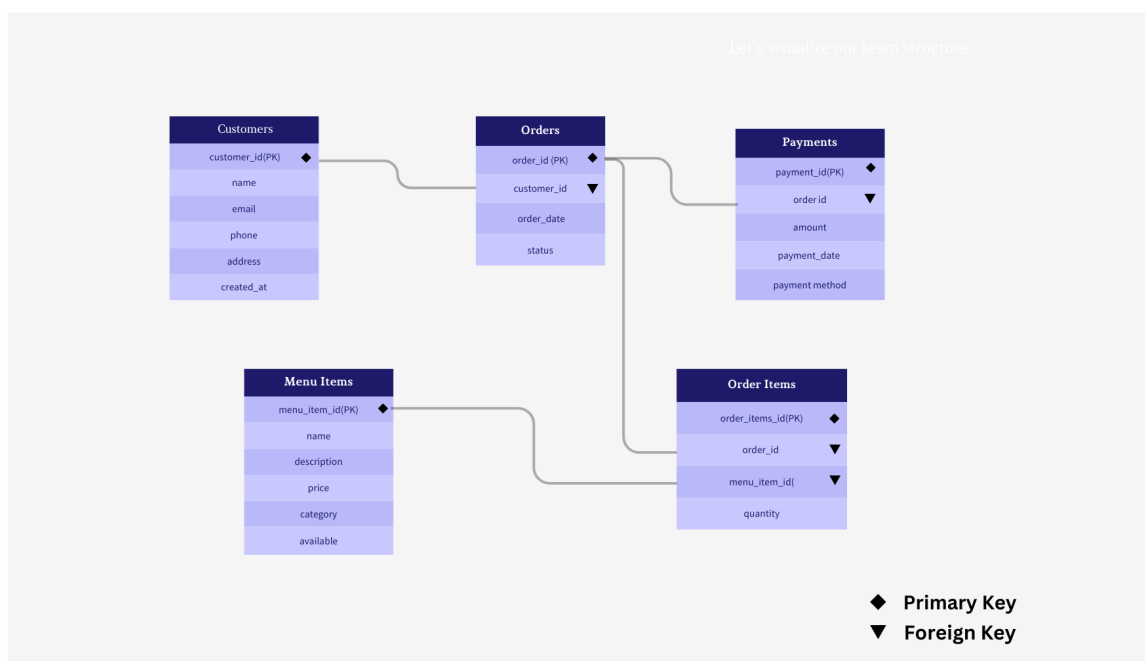 Let's visualize our team structure.
Customers
customer_id(PK)
name
email
phone
address
created_at
Orders
order_id (PK)
customer_id
order_date
status
Payments
payment_id(PK)
order id
amount
payment_date
payment method
Menu Items
menu_item_id(PK)
name
description
price
category
available
Order Items
order_items_id(PK)
order_id
menu_item_id(
quantity
Primary Key
Foreign Key